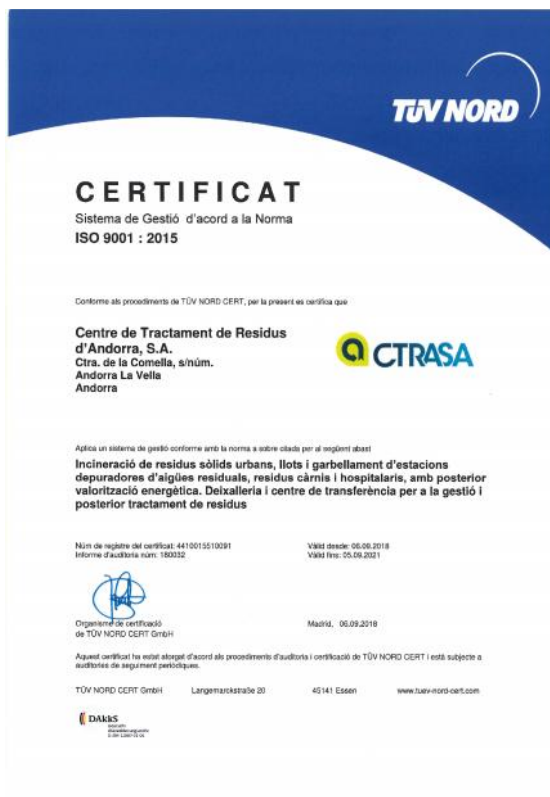 TÜV NORD
CERTIFICAT
Sistema de Gestió d'acord a la Norma
ISO 9001 : 2015
Conforme als procediments de TÜV NORD CERT, per la present es certifica que
Centre de Tractament de Residus
d'Andorra, S.A.
Ctra. de la Comella, s/núm.
Andorra La Vella
Andorra
CTRASA
Aplica un sistema de gestió conforme amb la norma a sobre citada per al següent abast
Incineració de residus sòlids urbans, llots i garbellament d'estacions
depuradores d'aigües residuals, residus càrnis i hospitalaris, amb posterior
valorització energètica. Deixalleria i centre de transferència per a la gestió i
posterior tractament de residus
Núm de registre del certificat: 4410015510091
Informe d'auditoria núm: 180032
Vàlid desde: 06.09.2018
Vàlid fins: 05.09.2021
Organisme de certificació
de TÜV NORD CERT GmbH
Madrid, 06.09.2018
Aquest certificat ha estat atorgat d'acord als procediments d'auditoria i certificació de TÜV NORD CERT i està subjecte a
auditories de seguiment periòdiques.
TÜV NORD CERT GmbH Langemarckstraße 20 45141 Essen www.tuev-nord-cert.com
DAkkS